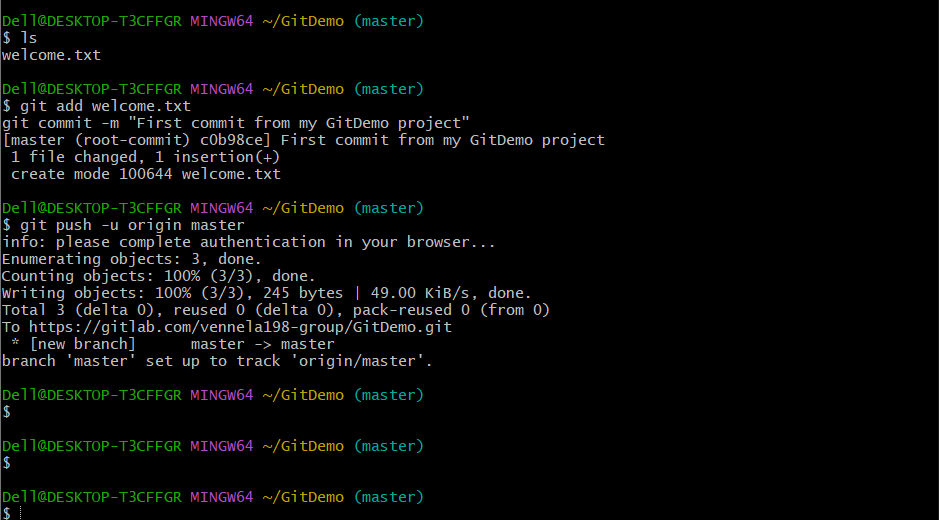 Dell@DESKTOP-T3CFFGR MINGW64 ~/GitDemo (master)
$ ls
welcome.txt
Dell@DESKTOP-T3CFFGR MINGW64 ~/GitDemo (master)
$ git add welcome.txt
git commit -m "First commit from my GitDemo project"
[master (root-commit) c0b98ce] First commit from my GitDemo project
 1 file changed, 1 insertion(+)
 create mode 100644 welcome.txt
Dell@DESKTOP-T3CFFGR MINGW64 ~/GitDemo (master)
$ git push -u origin master
info: please complete authentication in your browser...
Enumerating objects: 3, done.
Counting objects: 100% (3/3), done.
Writing objects: 100% (3/3), 245 bytes | 49.00 KiB/s, done.
Total 3 (delta 0), reused 0 (delta 0), pack-reused 0 (from 0)
To https://gitlab.com/vennela198-group/GitDemo.git
 * [new branch]      master -> master
branch 'master' set up to track 'origin/master'.
Dell@DESKTOP-T3CFFGR MINGW64 ~/GitDemo (master)
$
Dell@DESKTOP-T3CFFGR MINGW64 ~/GitDemo (master)
$
Dell@DESKTOP-T3CFFGR MINGW64 ~/GitDemo (master)
$